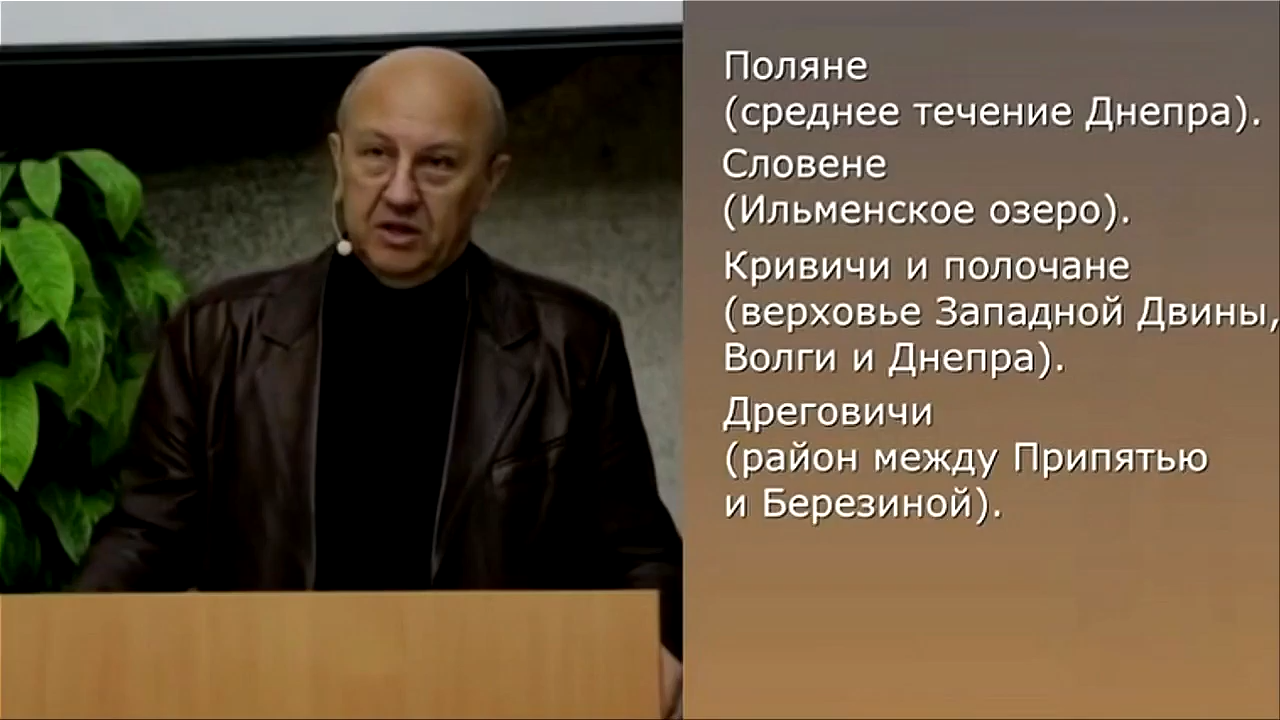 Поляне
(среднее течение Днепра).
Словене
(Ильменское озеро).
Кривичи и полочане
(верховье Западной Двины,
Волги и Днепра).
Дреговичи
(район между Припятью
и Березиной).